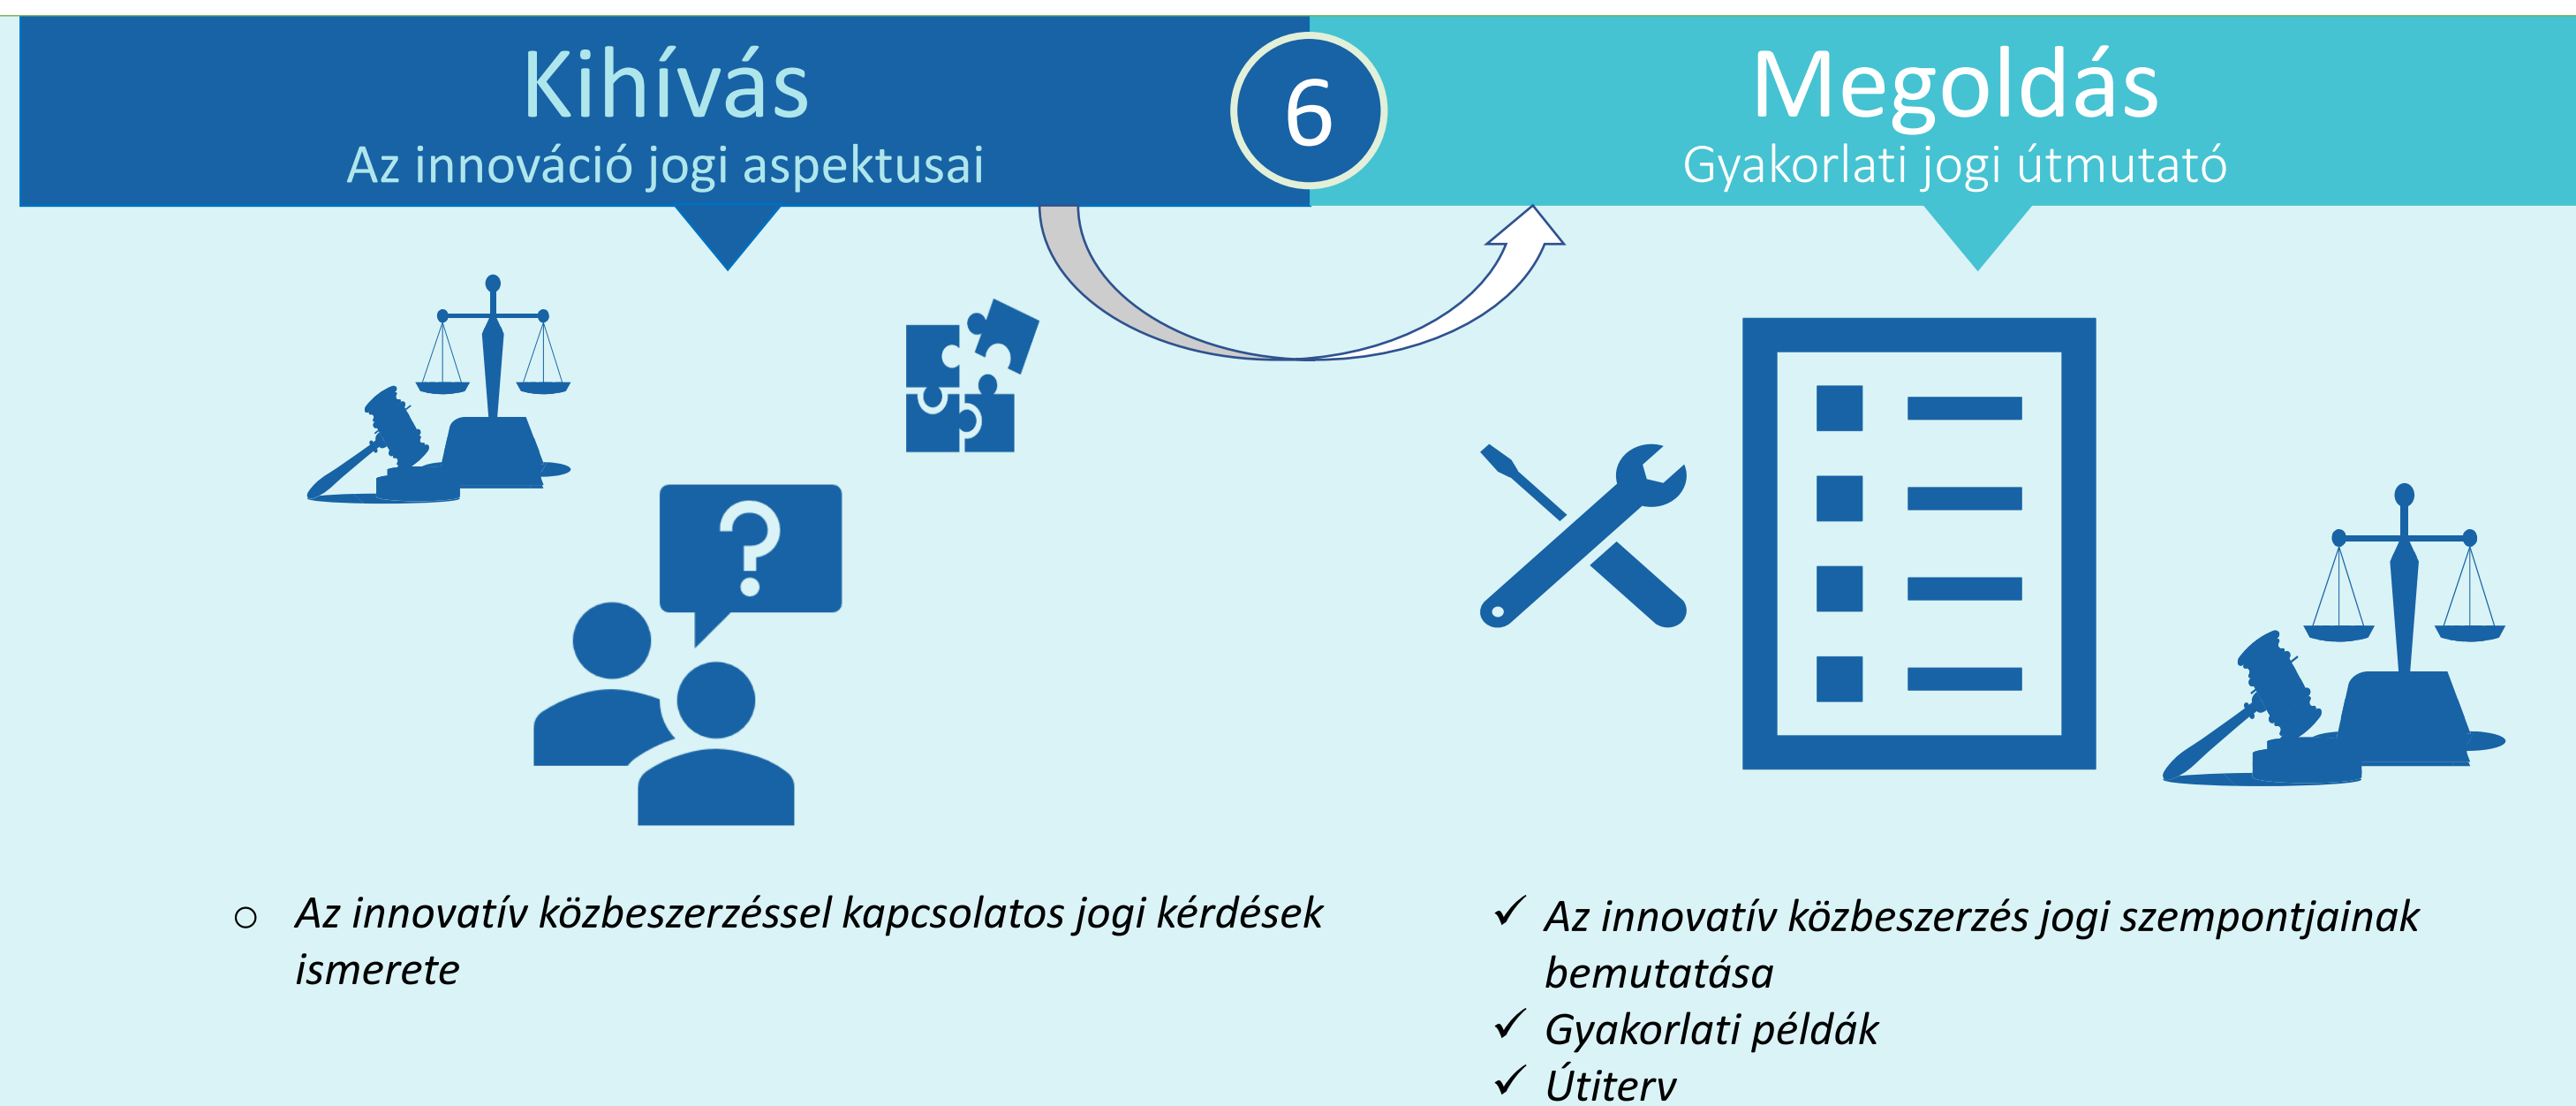 Kihívás
Az innováció jogi aspektusai
6
Megoldás
Gyakorlati jogi útmutató
?
o Az innovatív közbeszerzéssel kapcsolatos jogi kérdések
ismerete
✓ Az innovatív közbeszerzés jogi szempontjainak
bemutatása
✓ Gyakorlati példák
✓ Útiterv